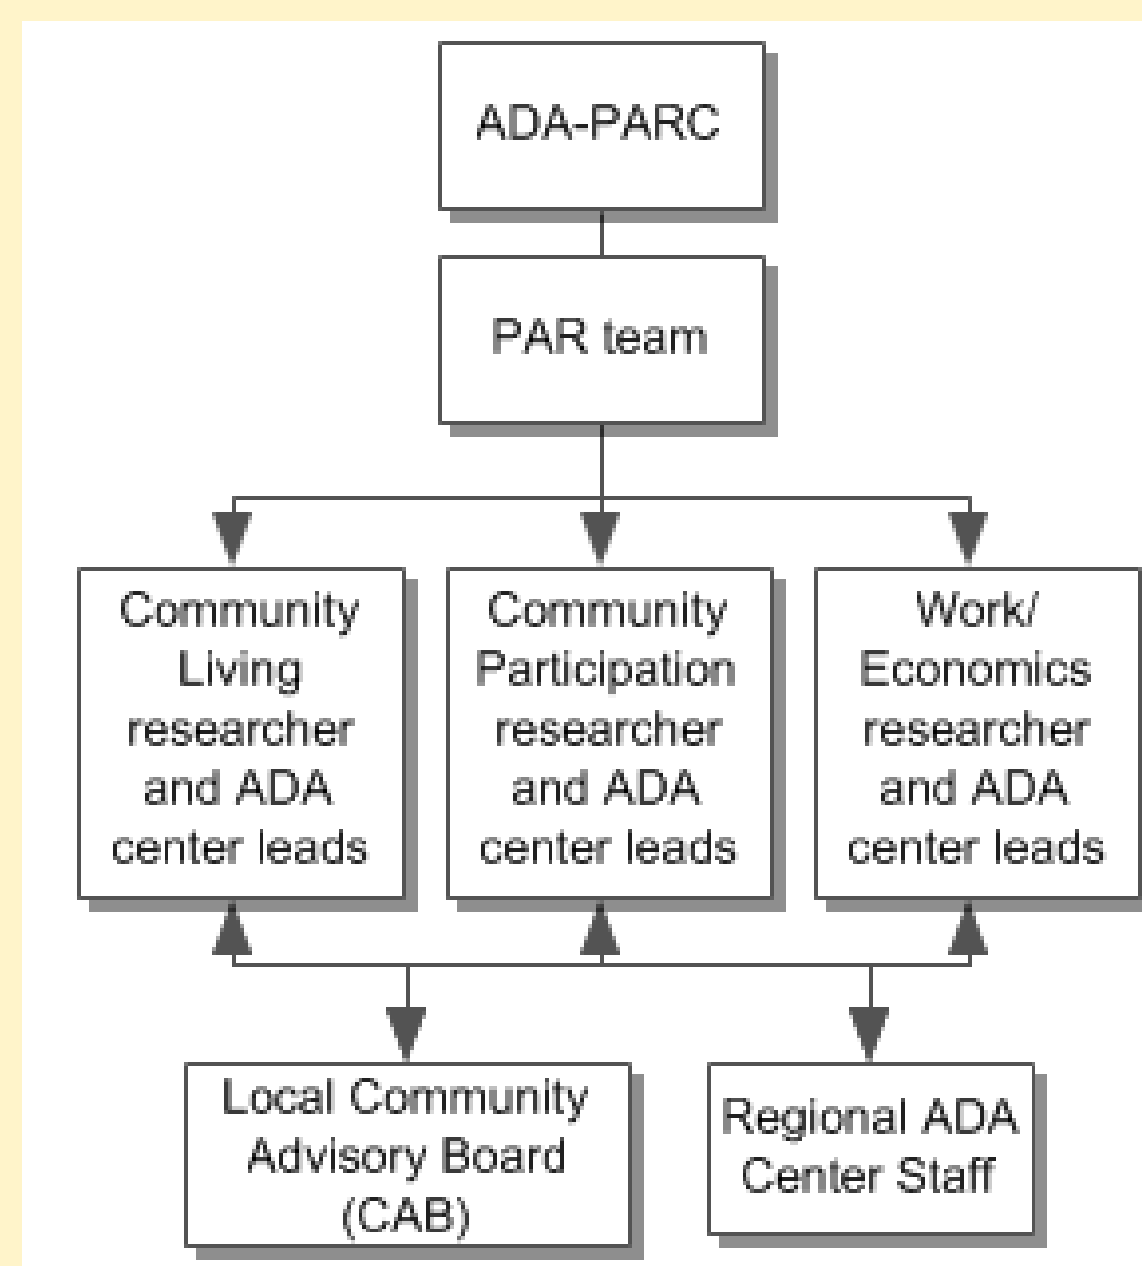 ADA-PARC
PAR team
Community
Living
researcher
and ADA
center leads
Community
Participation
researcher
and ADA
center leads
Work/
Economics
researcher
and ADA
center leads
Local Community
Advisory Board
(CAB)
Regional ADA
Center Staff